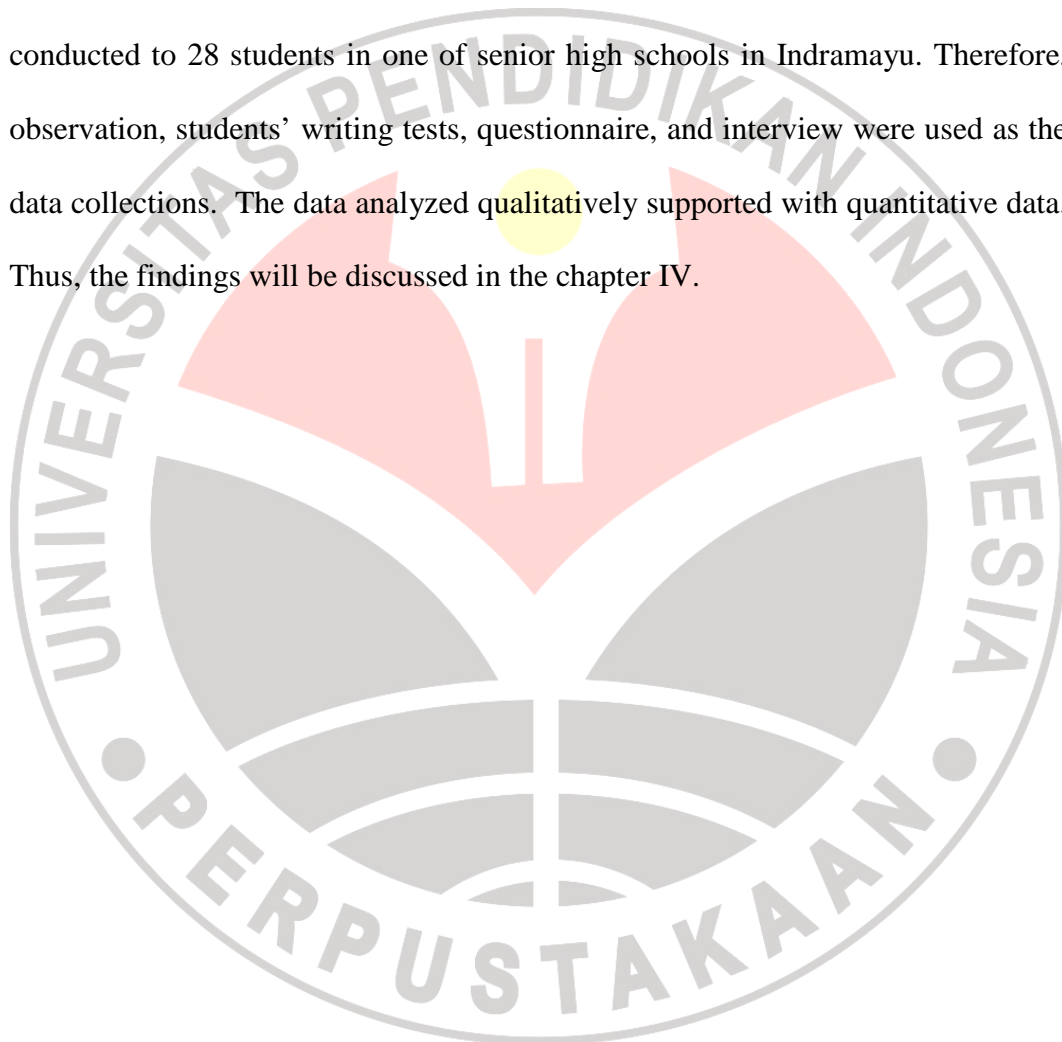 conducted to 28 students in one of senior high schools in Indramayu. Therefore,
observation, students’ writing tests, questionnaire, and interview were used as the
data collections. The data analyzed qualitatively supported with quantitative data.
Thus, the findings will be discussed in the chapter IV.
UNIVERSITAS PENDIDIKAN INDONESIA
PERPUSTAKAAN